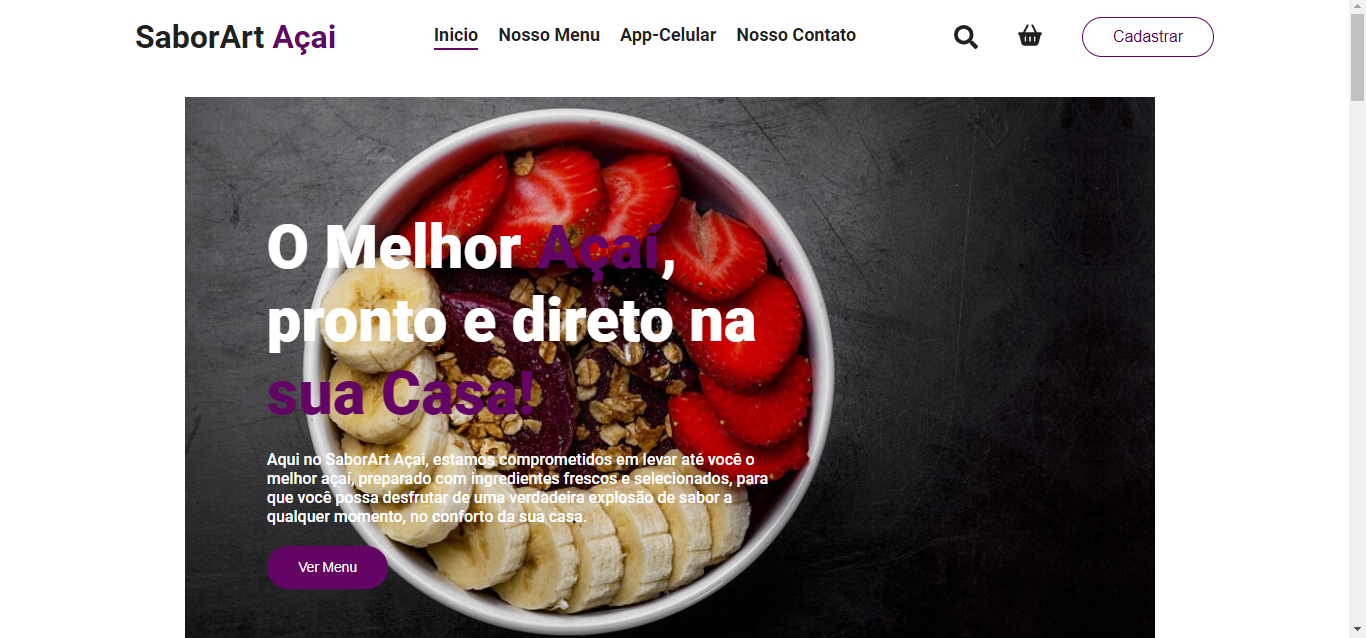 SaborArt Açai
Inicio Nosso Menu App-Celular Nosso Contato
Cadastrar
O Melhor Açaí,
pronto e direto na
sua Casa!
Aqui no SaborArt Açai, estamos comprometidos em levar até você o
melhor açaí, preparado com ingredientes frescos e selecionados, para
que você possa desfrutar de uma verdadeira explosão de sabor a
qualquer momento, no conforto da sua casa.
Ver Menu